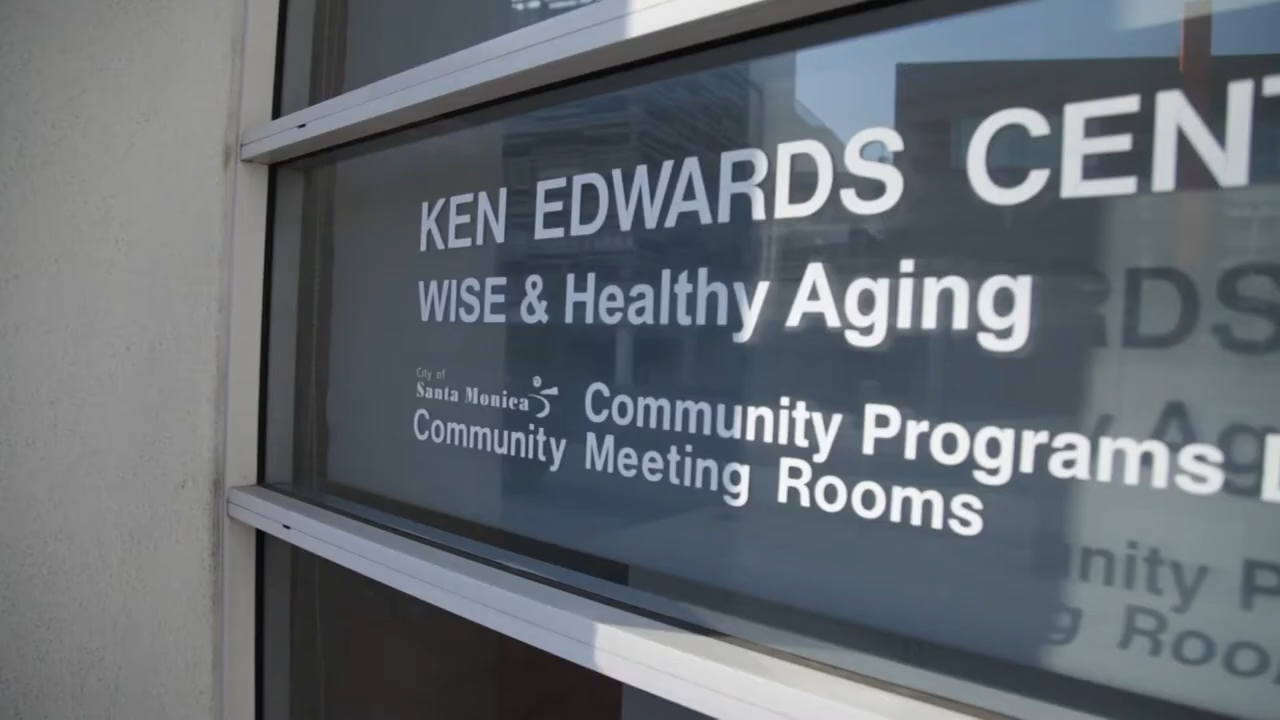 KEN EDWARDS CENT
WISE & Healthy Aging
City of
Santa Monica
Community Programs
Community Meeting Rooms